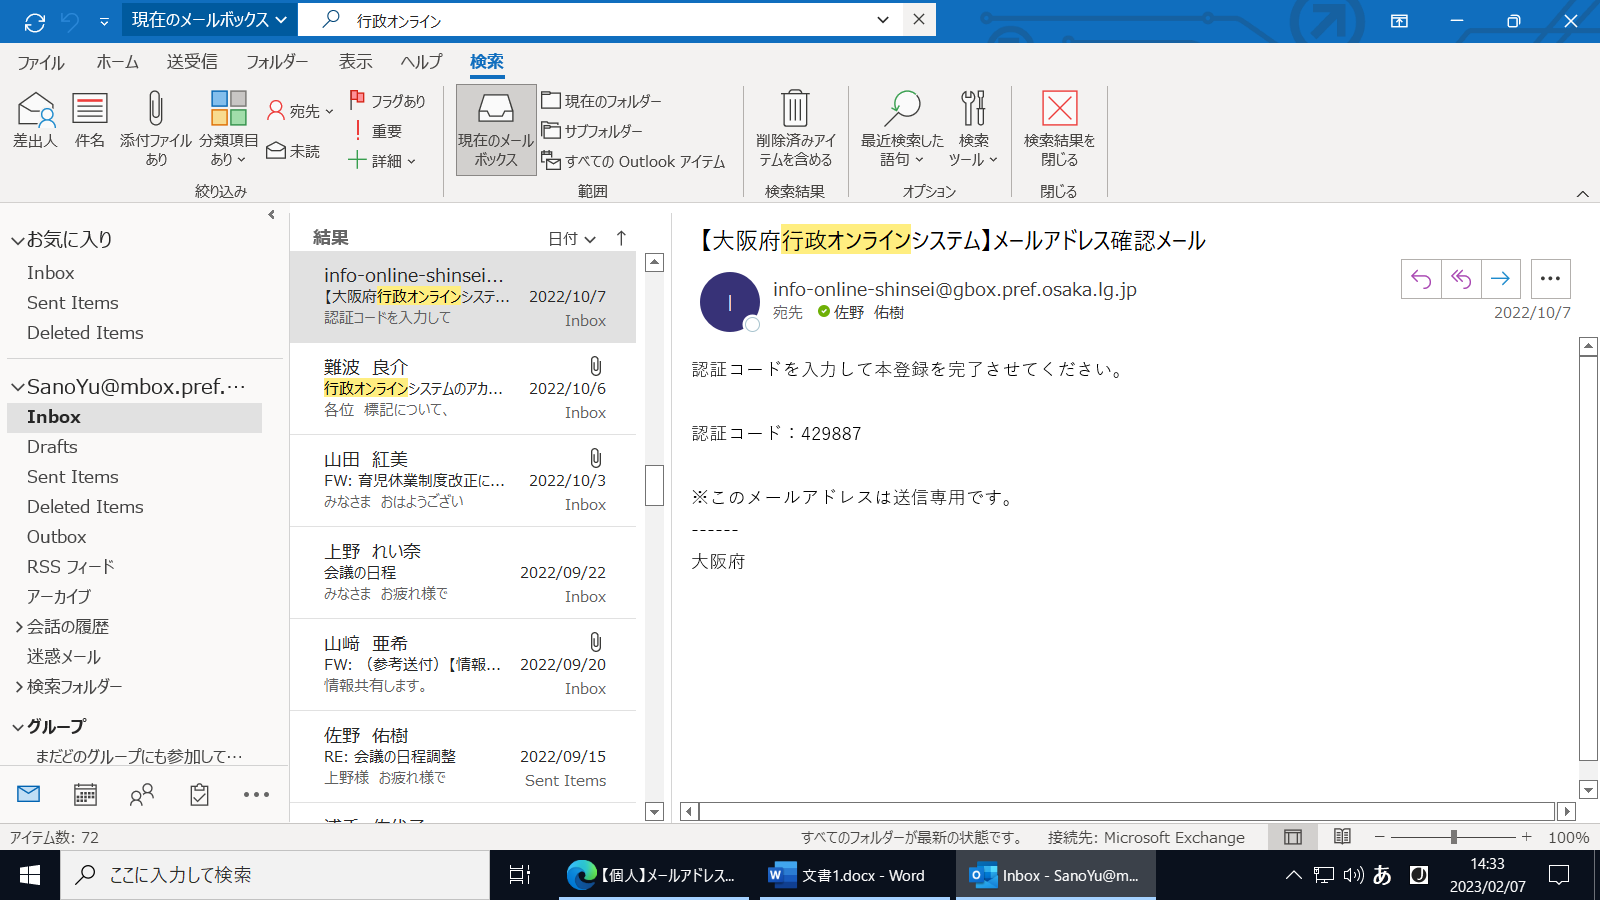 現在のメールボックス
行政オンライン
ファイル ホーム 送受信 フォルダー 表示 ヘルプ 検索
差出人
件名
添付ファイル
あり
分類項目
あり
宛先
未読
フラグあり
重要
詳細
絞り込み
現在のメール
ボックス
現在のフォルダー
サブフォルダー
すべての Outlook アイテム
範囲
削除済みアイ
テムを含める
検索結果
最近検索した
語句
検索
ツール
オプション
検索結果を
閉じる
閉じる
お気に入り
Inbox
Sent Items
Deleted Items
SanoYu@mbox.pref.…
Inbox
Drafts
Sent Items
Deleted Items
Outbox
RSS フィード
アーカイブ
会話の履歴
迷惑メール
検索フォルダー
グループ
まだどのグループにも参加して…
結果
日付
info-online-shinsei...
【大阪府行政オンラインシステ... 2022/10/7
認証コードを入力して Inbox
難波 良介
行政オンラインシステムのアカ... 2022/10/6
各位 標記について、 Inbox
山田 紅美
FW: 育児休業制度改正に... 2022/10/3
みなさま おはようござい Inbox
上野 れい奈
会議の日程 2022/09/22
みなさま お疲れ様で Inbox
山﨑 亜希
FW: （参考送付）【情報... 2022/09/20
情報共有します。 Inbox
佐野 佑樹
RE: 会議の日程調整 2022/09/15
上野様 お疲れ様で Sent Items
【大阪府行政オンラインシステム】メールアドレス確認メール
I
info-online-shinsei@gbox.pref.osaka.lg.jp
宛先 佐野 佑樹
2022/10/7
認証コードを入力して本登録を完了させてください。
認証コード：429887
※このメールアドレスは送信専用です。
------
大阪府
アイテム数: 72
すべてのフォルダーが最新の状態です。
接続先: Microsoft Exchange
100%
ここに入力して検索
【個人】メールアドレス...
文書1.docx - Word
Inbox - SanoYu@m...
あ
14:33
2023/02/07